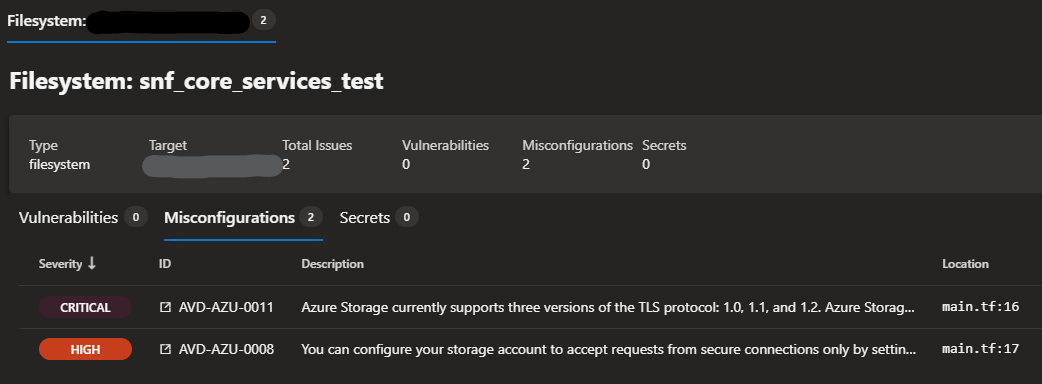 Filesystem: 2
Filesystem: snf_core_services_test
Type Target Total Issues Vulnerabilities Misconfigurations Secrets
filesystem 2 0 2 0
Vulnerabilities 0 Misconfigurations 2 Secrets 0
Severity ↓ ID Description Location
CRITICAL AVD-AZU-0011 Azure Storage currently supports three versions of the TLS protocol: 1.0, 1.1, and 1.2. Azure Storag... main.tf:16
HIGH AVD-AZU-0008 You can configure your storage account to accept requests from secure connections only by settin... main.tf:17